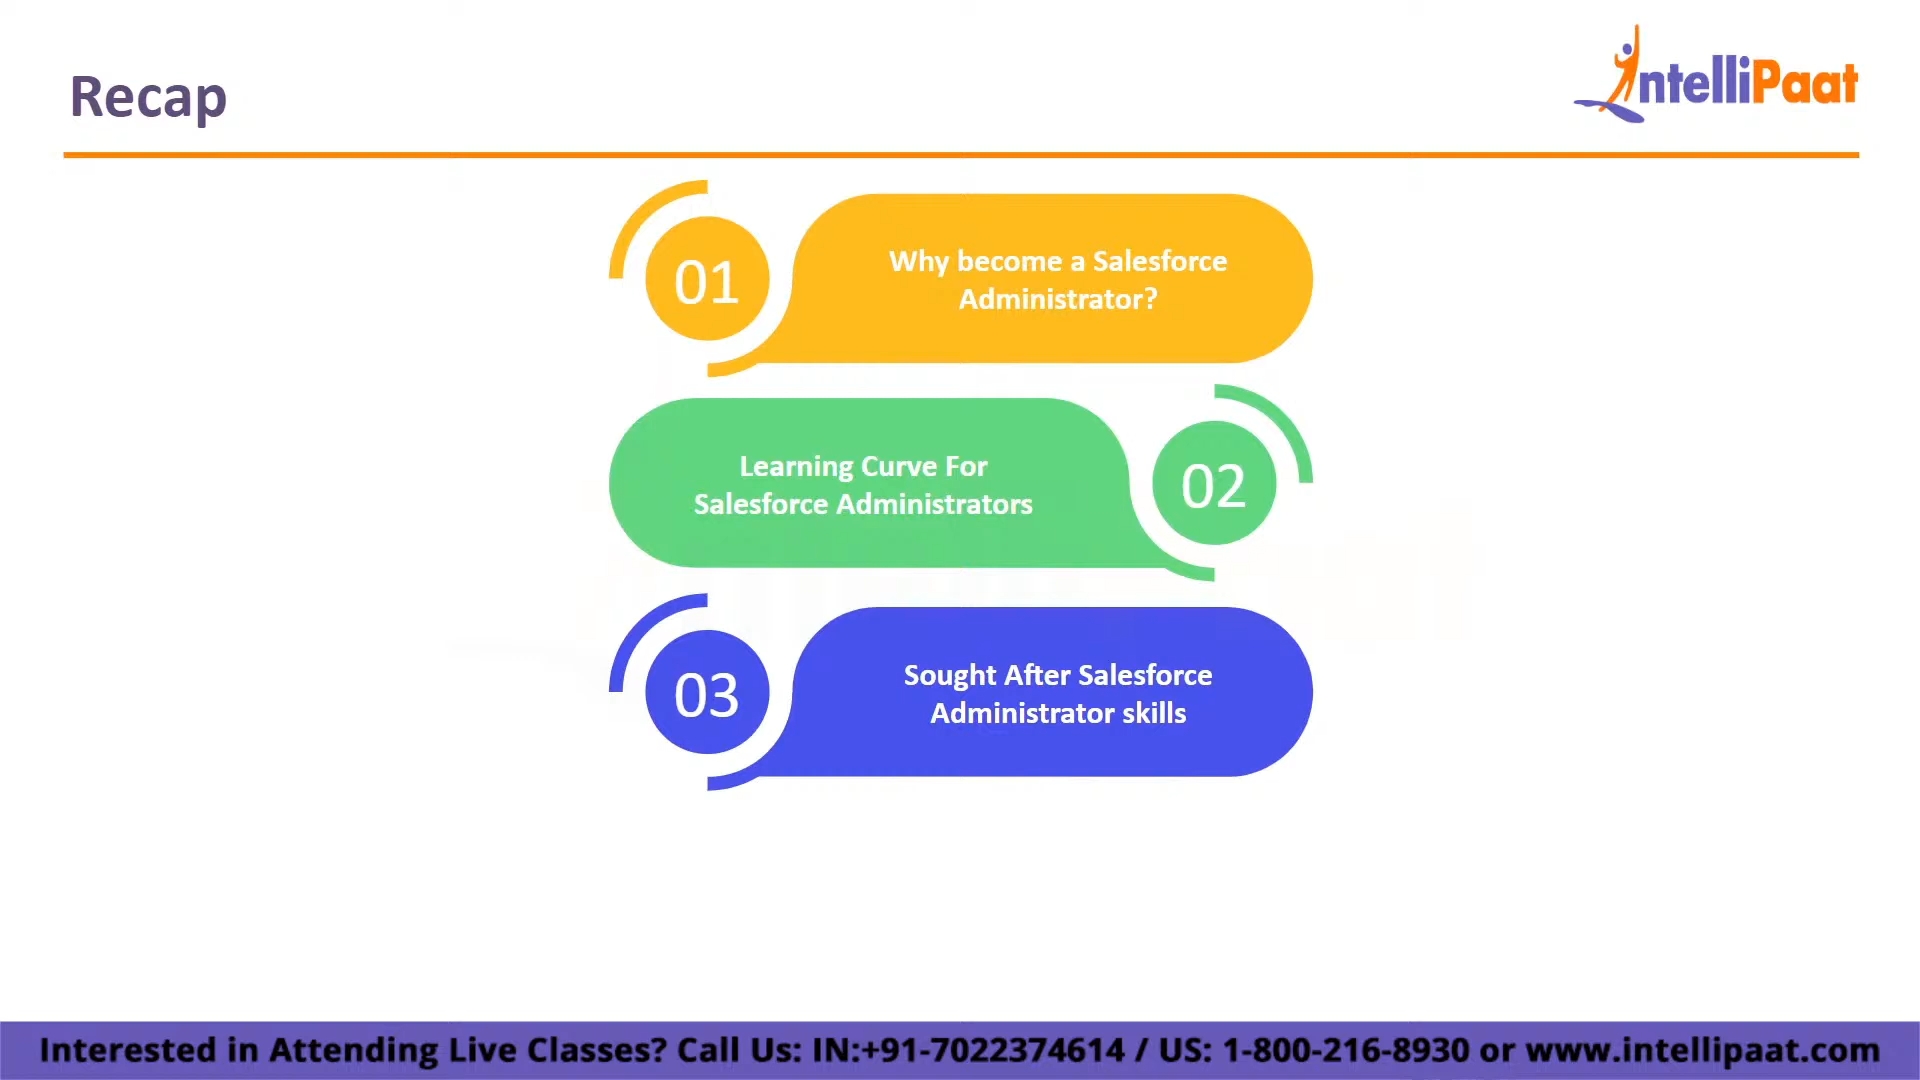 Recap
IntelliPaat
01
Why become a Salesforce
Administrator?
Learning Curve For
Salesforce Administrators
02
03
Sought After Salesforce
Administrator skills
Interested in Attending Live Classes? Call Us: IN:+91-7022374614 / US: 1-800-216-8930 or www.intellipaat.com